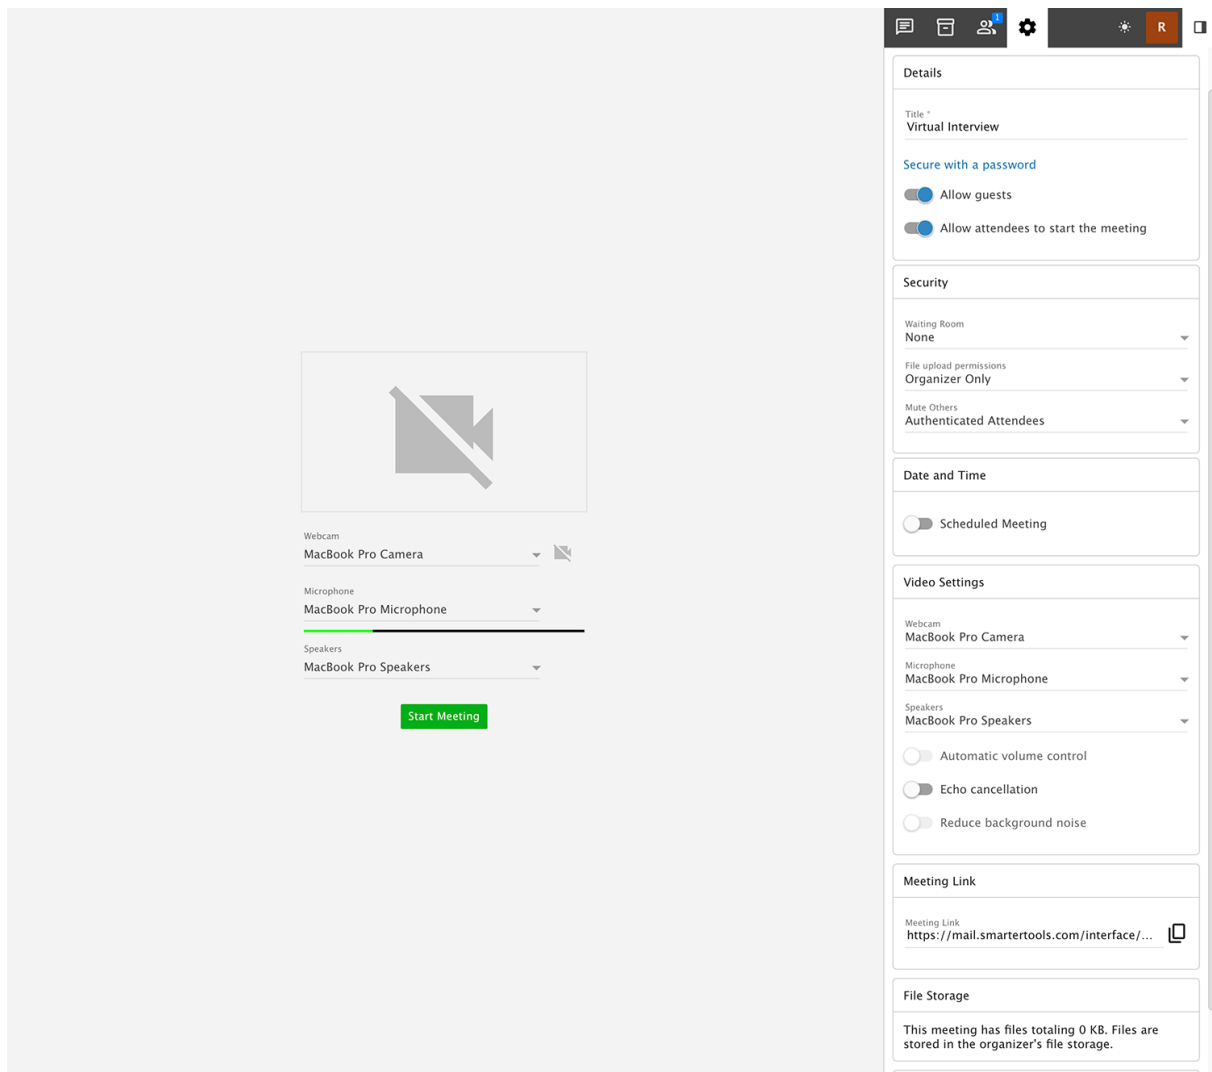 1
R
Webcam
MacBook Pro Camera
Microphone
MacBook Pro Microphone
Speakers
MacBook Pro Speakers
Start Meeting
Details
Title *
Virtual Interview
Secure with a password
Allow guests
Allow attendees to start the meeting
Security
Waiting Room
None
File upload permissions
Organizer Only
Mute Others
Authenticated Attendees
Date and Time
Scheduled Meeting
Video Settings
Webcam
MacBook Pro Camera
Microphone
MacBook Pro Microphone
Speakers
MacBook Pro Speakers
Automatic volume control
Echo cancellation
Reduce background noise
Meeting Link
Meeting Link
https://mail.smartertools.com/interface/...
File Storage
This meeting has files totaling 0 KB. Files are
stored in the organizer's file storage.